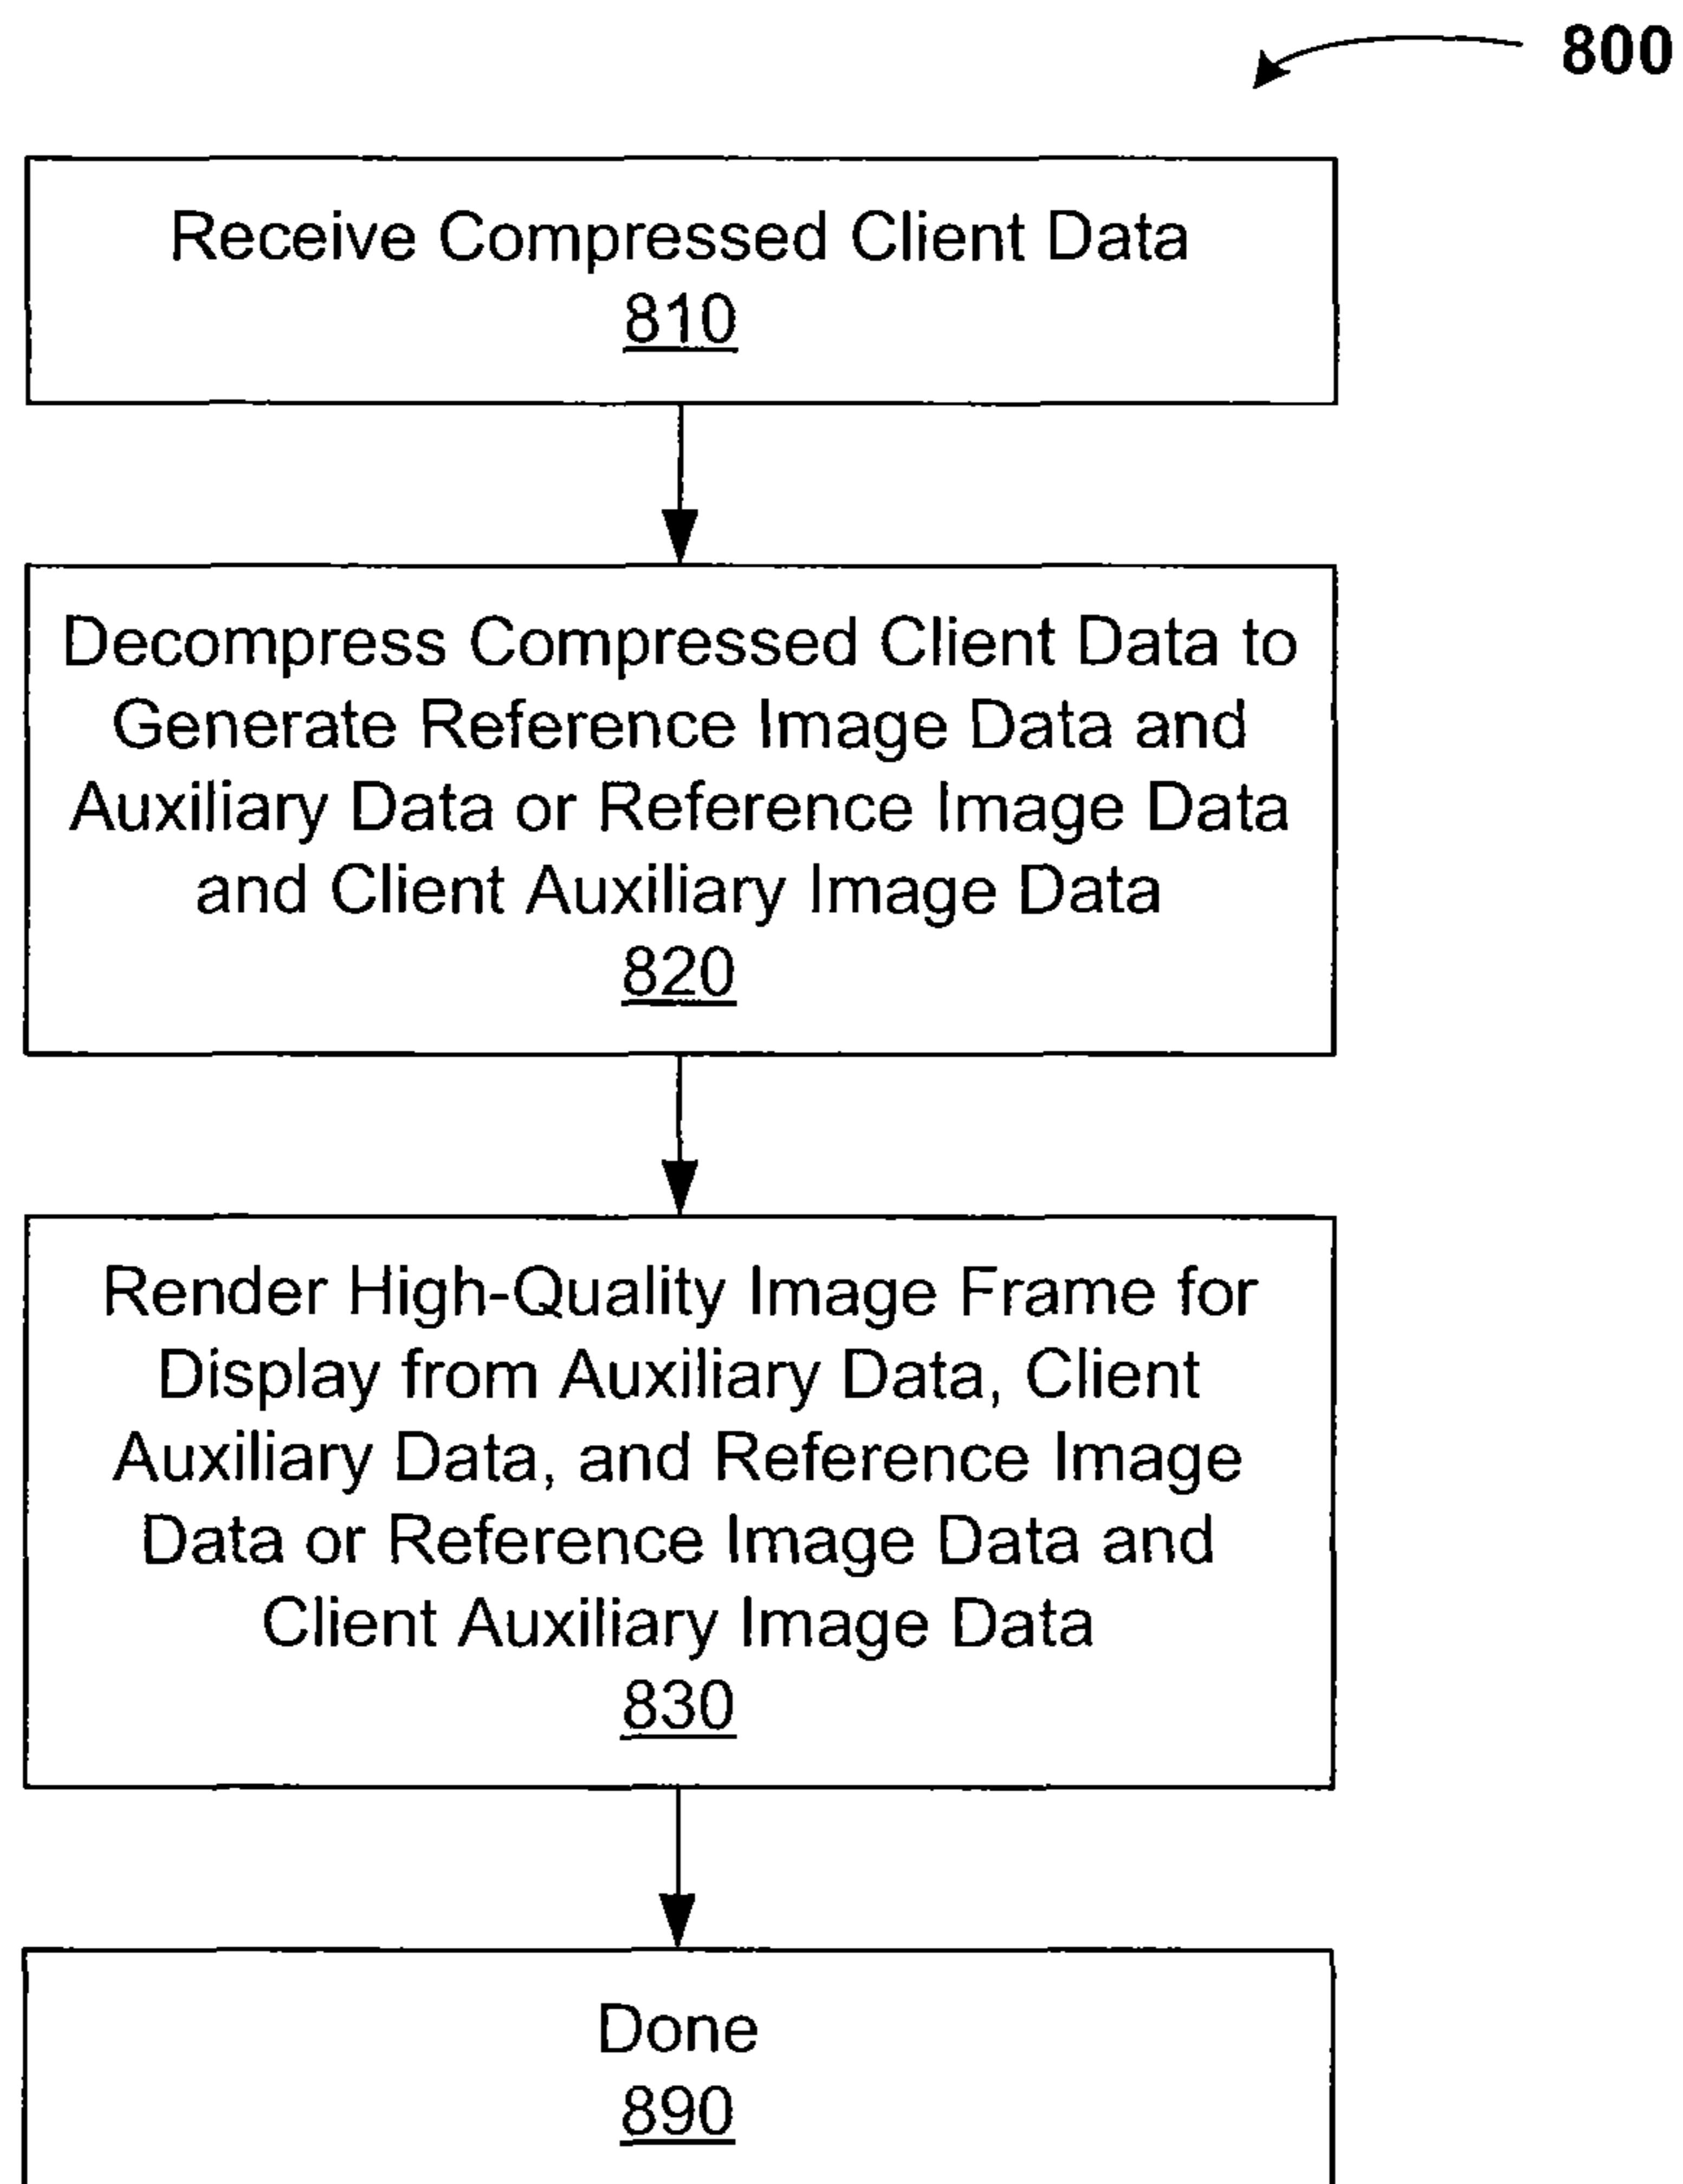 800
Receive Compressed Client Data
810
Decompress Compressed Client Data to
Generate Reference Image Data and
Auxiliary Data or Reference Image Data
and Client Auxiliary Image Data
820
Render High-Quality Image Frame for
Display from Auxiliary Data, Client
Auxiliary Data, and Reference Image
Data or Reference Image Data and
Client Auxiliary Image Data
830
Done
890